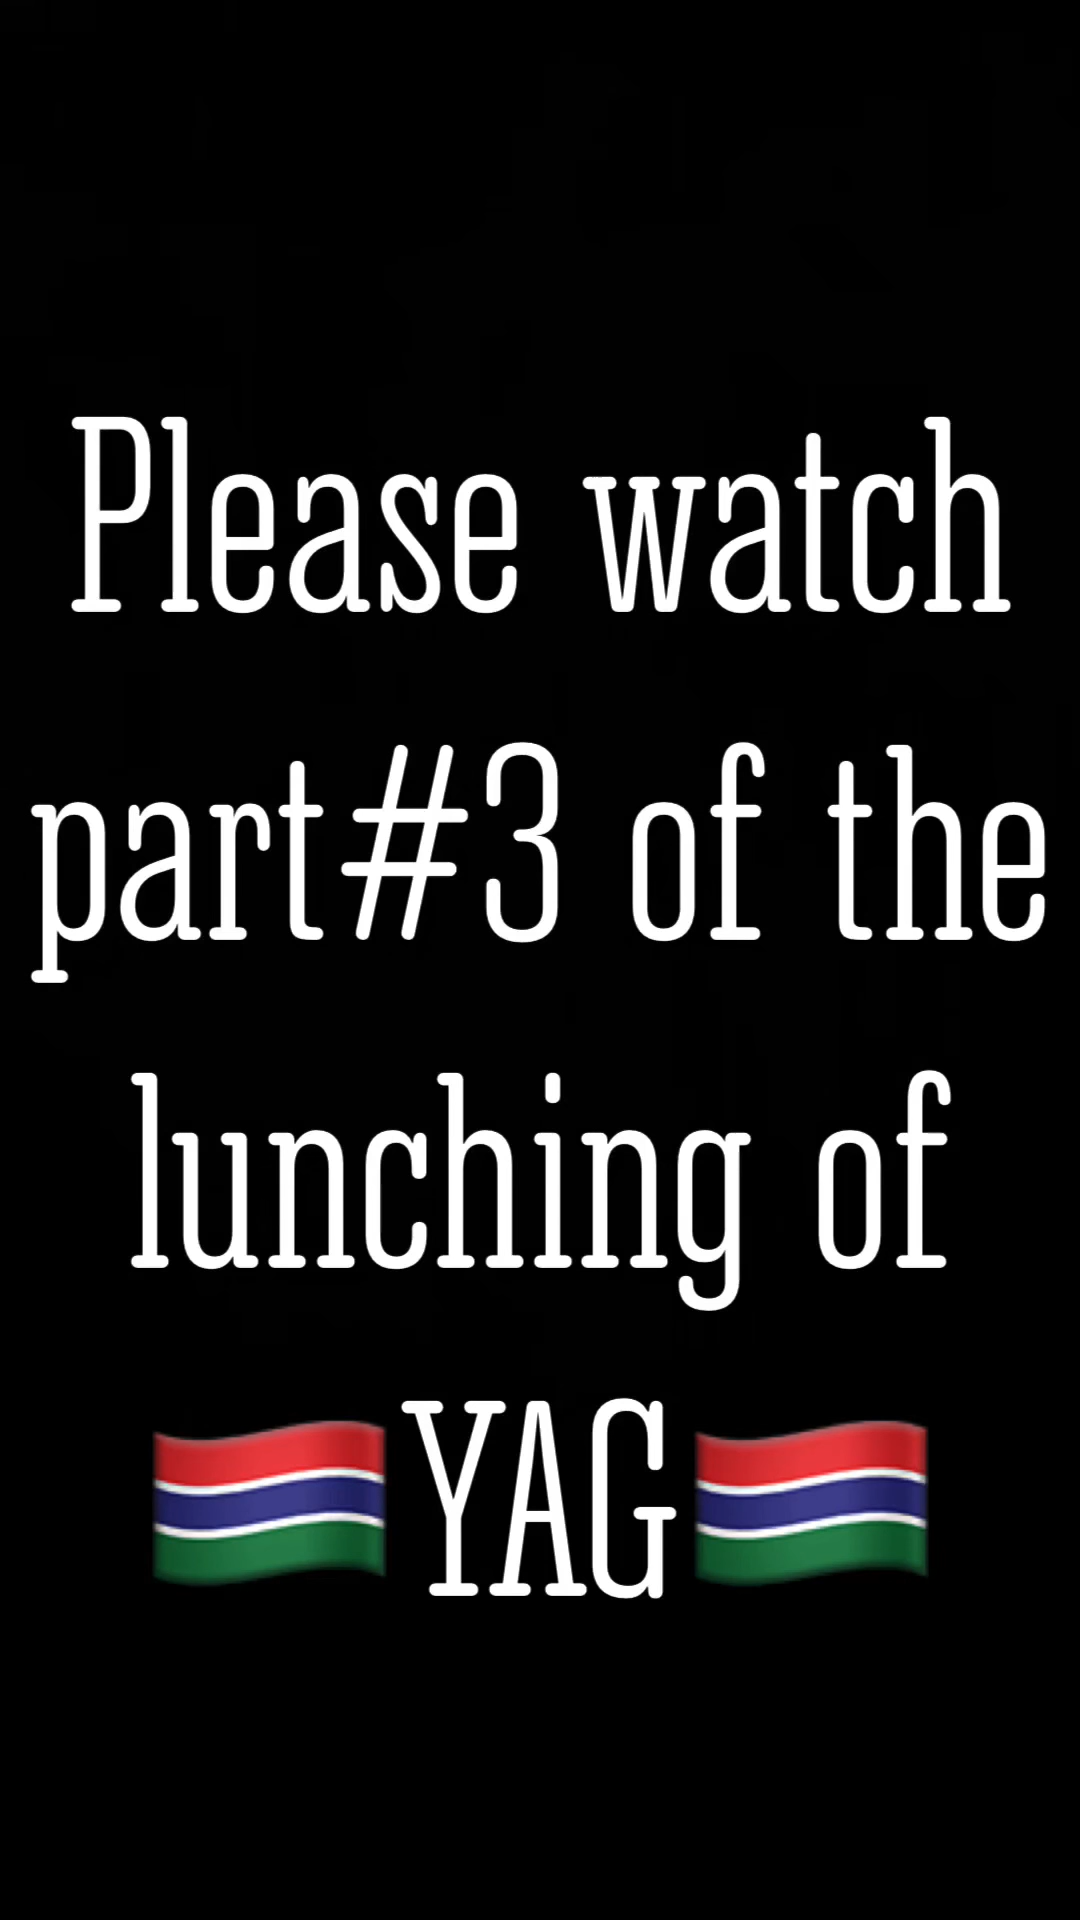 Please watch
part#3 of the
lunching of
🇬🇲YAG🇬🇲